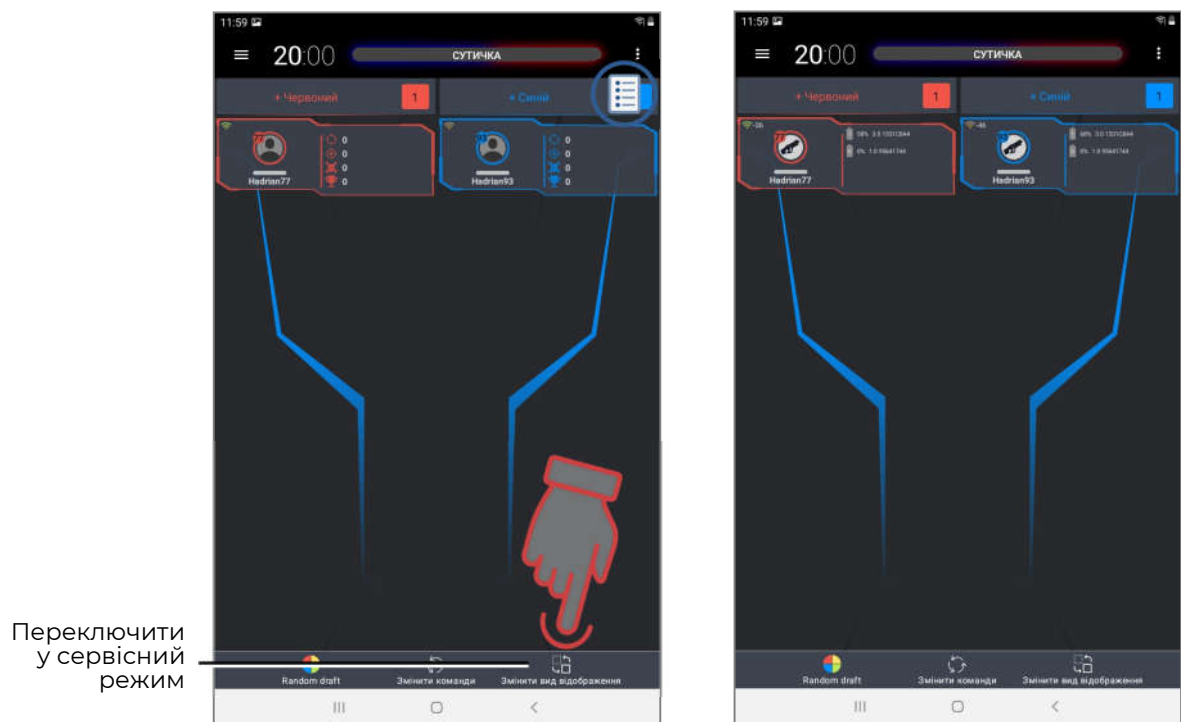 11:59
20:00
СУТИЧКА
+ Червоний 1
+ Синій
77
0
0
0
0
Hadrian77
0
0
0
0
Hadrian93
Переключити
у сервісний
режим
Random draft
Змінити команди
Змінити вид відображення
11:59
20:00
СУТИЧКА
+ Червоний 1
+ Синій 1
77
Hadrian77
Hadrian93
Random draft
Змінити команди
Змінити вид відображення